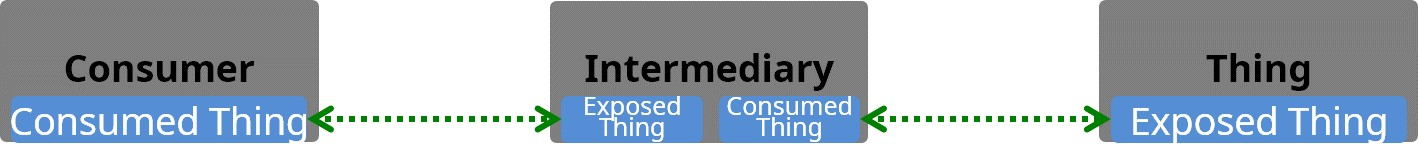 Consumer
Consumed Thing
Intermediary
Exposed
Thing
Consumed
Thing
Thing
Exposed Thing